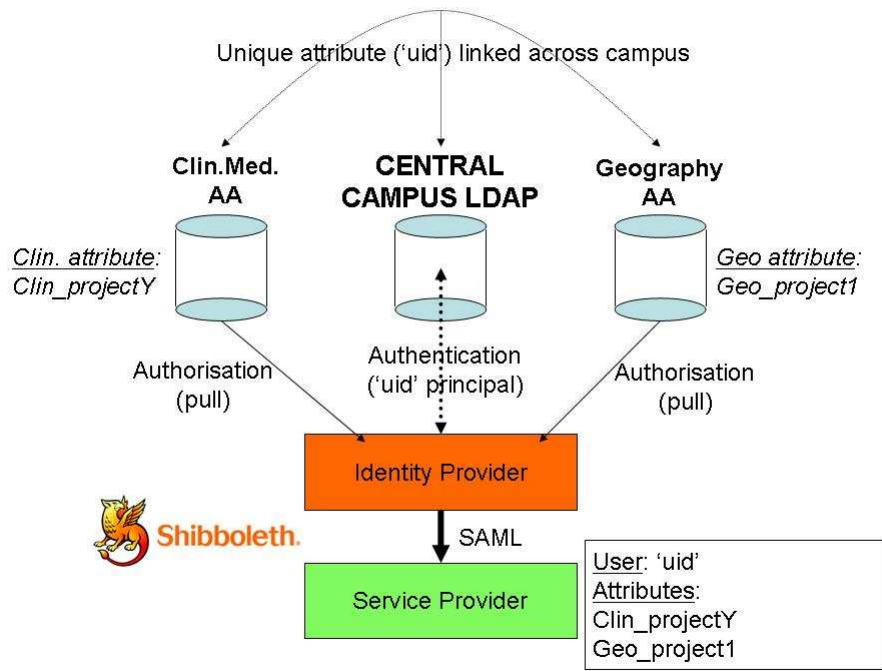 Unique attribute (‘uid’) linked across campus
Clin.Med.
AA
CENTRAL
CAMPUS LDAP
Geography
AA
Clin. attribute:
Clin_projectY
Geo attribute:
Geo_project1
Authorisation
(pull)
Authentication
(‘uid’ principal)
Authorisation
(pull)
Identity Provider
Shibboleth.
SAML
Service Provider
User: ‘uid’
Attributes:
Clin_projectY
Geo_project1